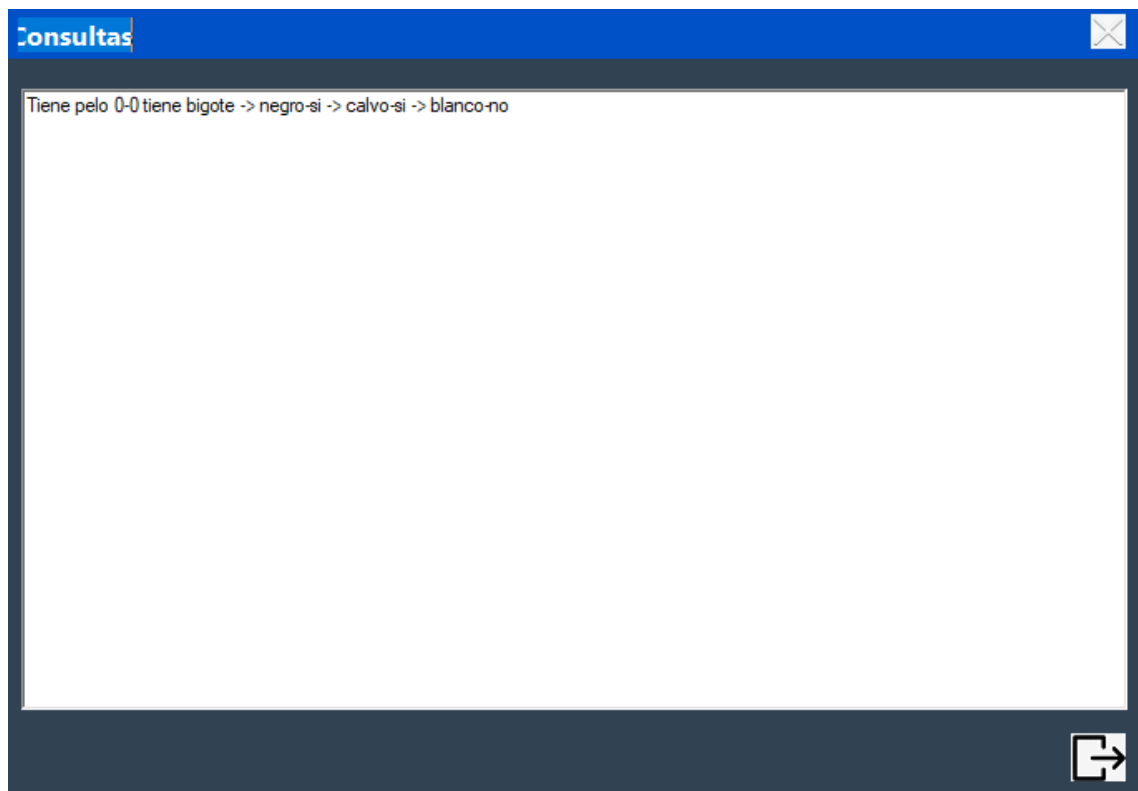 Consultas
Tiene pelo 0-0 tiene bigote -> negro-si -> calvo-si -> blanco-no